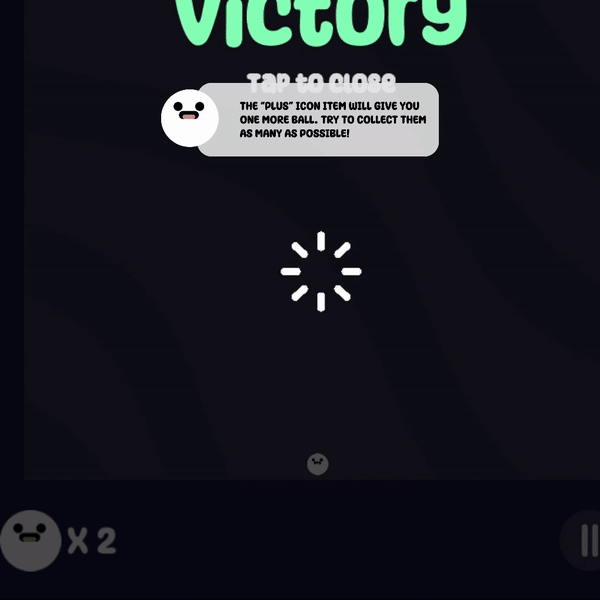 Victory
Tap to Close
THE "PLUS" ICON ITEM WILL GIVE YOU
ONE MORE BALL. TRY TO COLLECT THEM
AS MANY AS POSSIBLE!
X 2